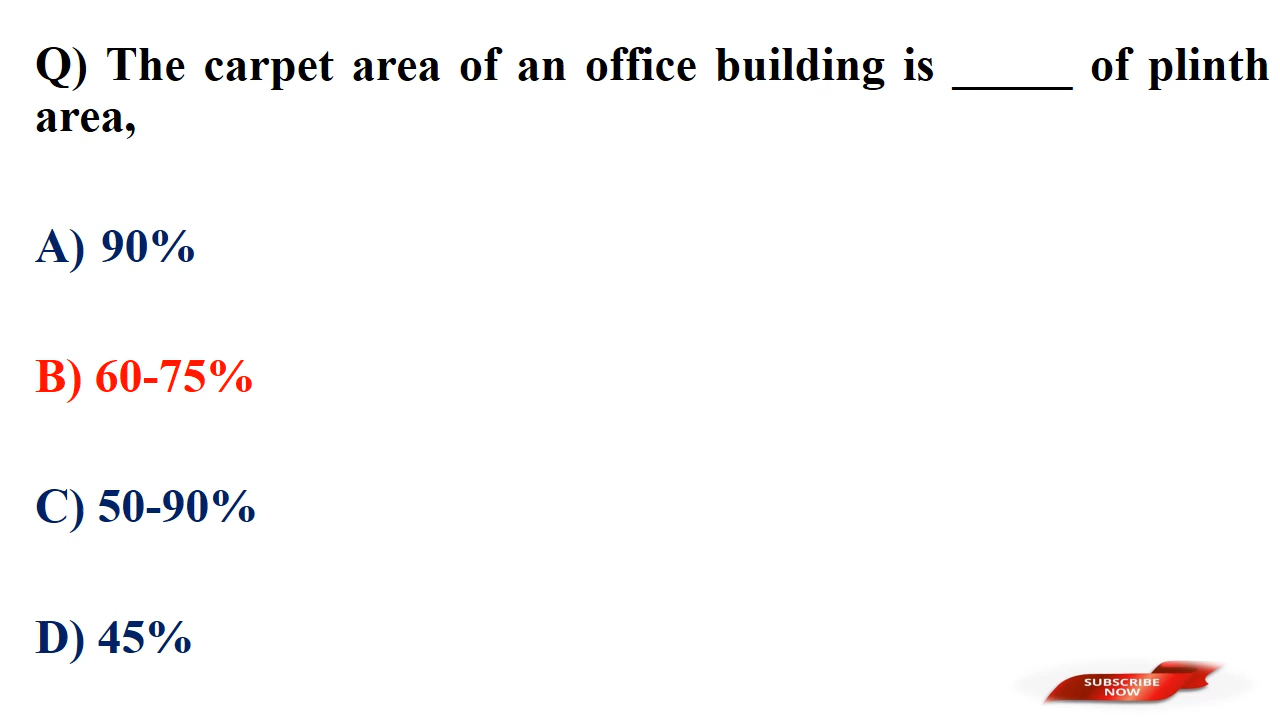 Q) The carpet area of an office building is _____ of plinth
area,
A) 90%
B) 60-75%
C) 50-90%
D) 45%
SUBSCRIBE
NOW